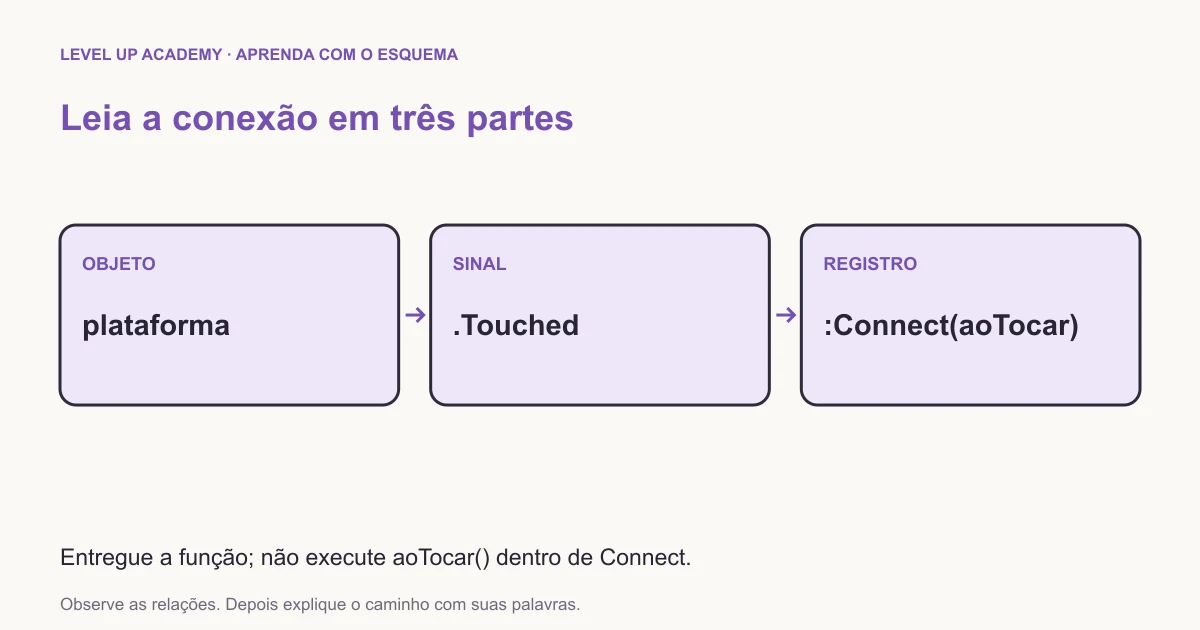 LEVEL UP ACADEMY · APRENDA COM O ESQUEMA
Leia a conexão em três partes
OBJETO
plataforma
SINAL
.Touched
REGISTRO
:Connect(aoTocar)
Entregue a função; não execute aoTocar() dentro de Connect.
Observe as relações. Depois explique o caminho com suas palavras.